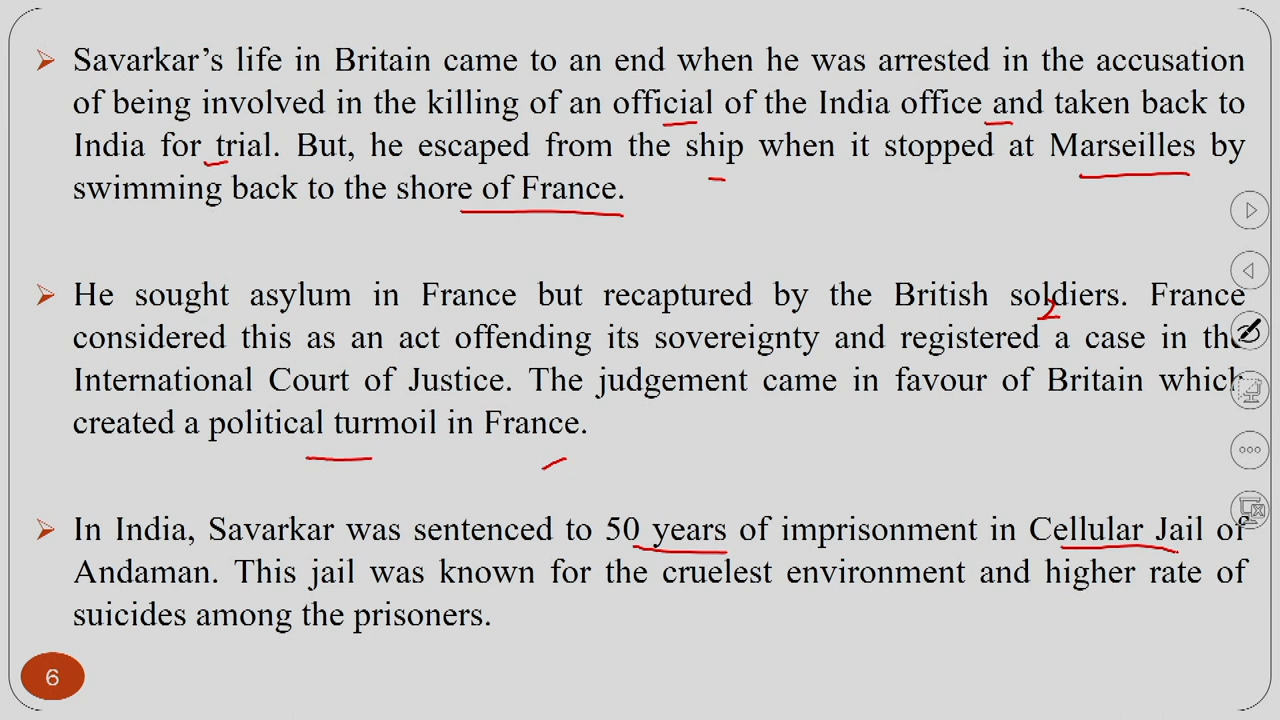 Savarkar's life in Britain came to an end when he was arrested in the accusation
of being involved in the killing of an official of the India office and taken back to
India for trial. But, he escaped from the ship when it stopped at Marseilles by
swimming back to the shore of France.
He sought asylum in France but recaptured by the British soldiers. France
considered this as an act offending its sovereignty and registered a case in the
International Court of Justice. The judgement came in favour of Britain which
created a political turmoil in France.
In India, Savarkar was sentenced to 50 years of imprisonment in Cellular Jail of
Andaman. This jail was known for the cruelest environment and higher rate of
suicides among the prisoners.
6